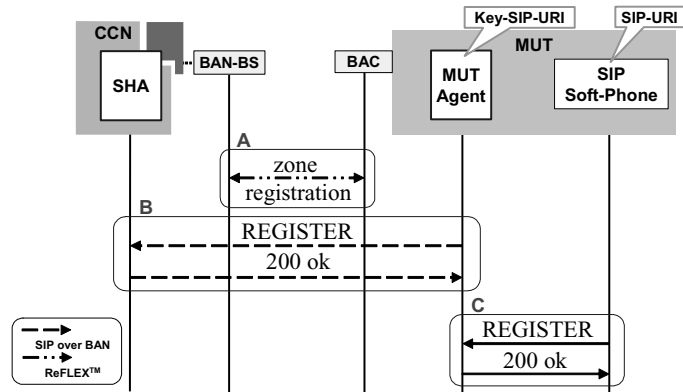 Key-SIP-URI
SIP-URI
CCN
MUT
BAN-BS
BAC
SHA
MUT
Agent
SIP
Soft-Phone
A
zone
registration
B
REGISTER
200 ok
C
REGISTER
200 ok
SIP over BAN
ReFLEX™